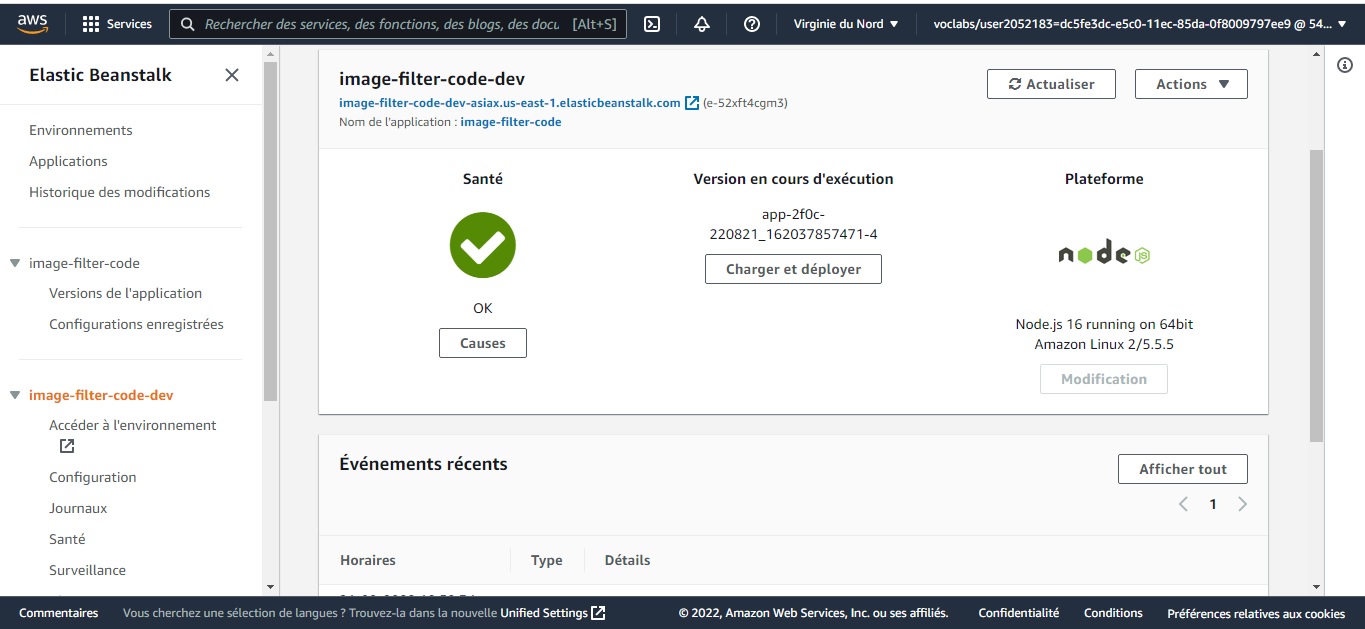 aws
Services
Rechercher des services, des fonctions, des blogs, des docu
[Alt+S]
Virginie du Nord
voclabs/user2052183=dc5fe3dc-e5c0-11ec-85da-0f8009797ee9 @ 54...
Elastic Beanstalk
Environnements
Applications
Historique des modifications
image-filter-code
Versions de l'application
Configurations enregistrées
image-filter-code-dev
Accéder à l'environnement
Configuration
Journaux
Santé
Surveillance
image-filter-code-dev
image-filter-code-dev-asiax.us-east-1.elasticbeanstalk.com (e-52xft4cgm3)
Nom de l'application : image-filter-code
Actualiser
Actions
Santé
OK
Causes
Version en cours d'exécution
app-2f0c-
220821_162037857471-4
Charger et déployer
Plateforme
node JS
Node.js 16 running on 64bit
Amazon Linux 2/5.5.5
Modification
Événements récents
Afficher tout
1
Horaires
Type
Détails
Commentaires
Vous cherchez une sélection de langues ? Trouvez-la dans la nouvelle Unified Settings
© 2022, Amazon Web Services, Inc. ou ses affiliés.
Confidentialité
Conditions
Préférences relatives aux cookies